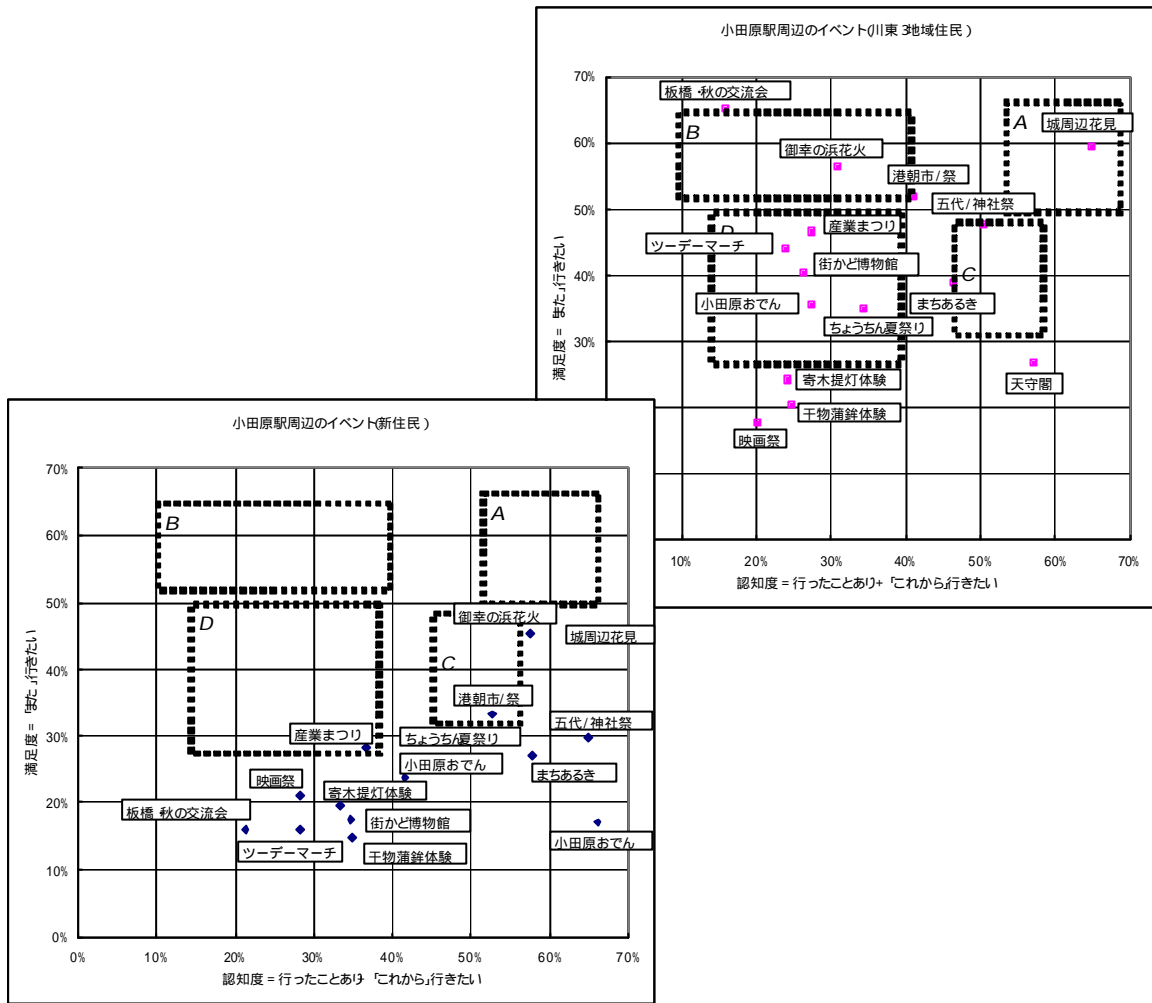 小田原駅周辺のイベント(川東3地域住民)
70%
板橋・秋の交流会
B
A
城周辺花見
60%
御幸の浜花火
港朝市/祭
五代/神社祭
50%
D
産業まつり
ツーデーマーチ
街かど博物館
C
40%
小田原おでん
まちあるき
ちょうちん夏祭り
30%
天守閣
寄木提灯体験
干物蒲鉾体験
映画祭
満足度=「また」行きたい
10% 20% 30% 40% 50% 60% 70%
認知度=行ったことあり+「これから」行きたい
小田原駅周辺のイベント(新住民)
70%
B
A
60%
50%
御幸の浜花火
城周辺花見
D
C
40%
港朝市/祭
五代/神社祭
産業まつり
ちょうちん夏祭り
30%
小田原おでん
まちあるき
映画祭
寄木提灯体験
20%
板橋・秋の交流会
街かど博物館
小田原おでん
ツーデーマーチ
干物蒲鉾体験
10%
0%
満足度=「また」行きたい
0% 10% 20% 30% 40% 50% 60% 70%
認知度=行ったことあり+「これから」行きたい